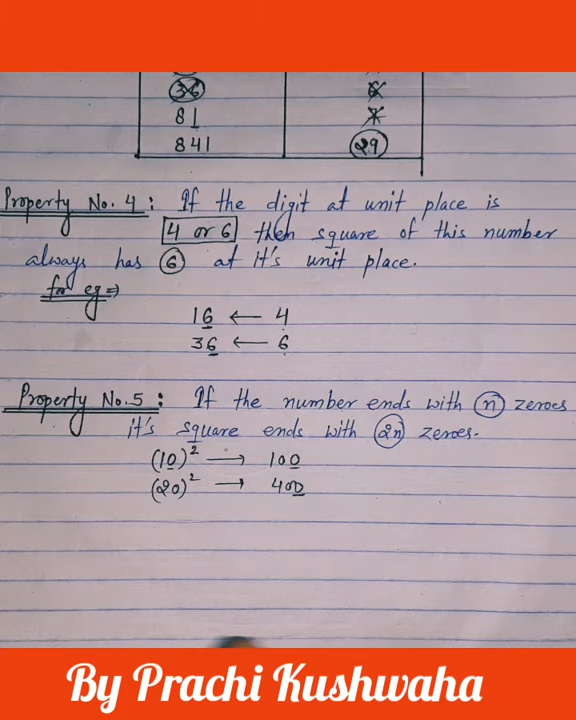 36 6
81
841 29
Property No. 4 : If the digit at unit place is
4 or 6 then square of this number
always has 6 at it's unit place.
for eg ⇒
16 ← 4
36 ← 6
Property No. 5 : If the number ends with n zeroes
it's square ends with 2n zeroes.
(10)² → 100
(20)² → 400
By Prachi Kushwaha